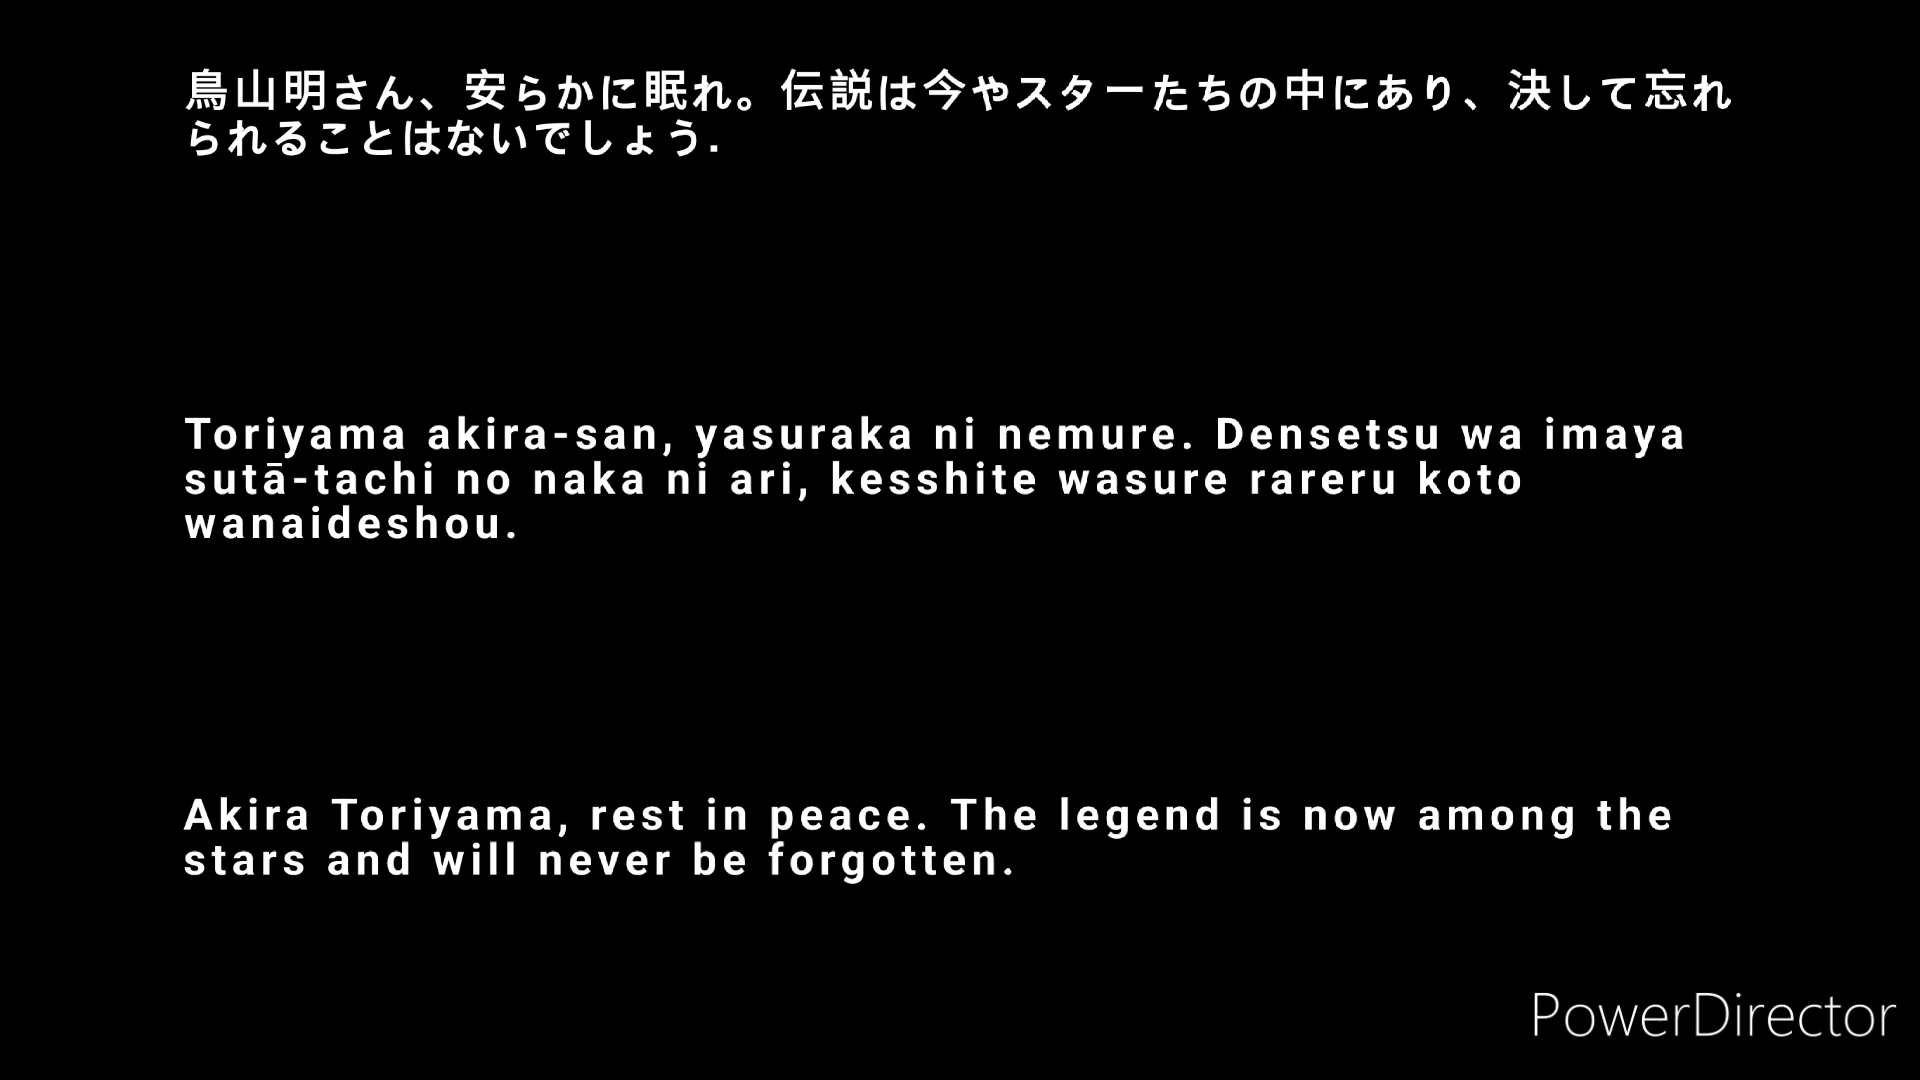 鳥山明さん、安らかに眠れ。伝説は今やスターたちの中にあり、決して忘れ
られることはないでしょう.
Toriyama akira-san, yasuraka ni nemure. Densetsu wa imaya
sutā-tachi no naka ni ari, kesshite wasure rareru koto
wanaideshou.
Akira Toriyama, rest in peace. The legend is now among the
stars and will never be forgotten.
PowerDirector